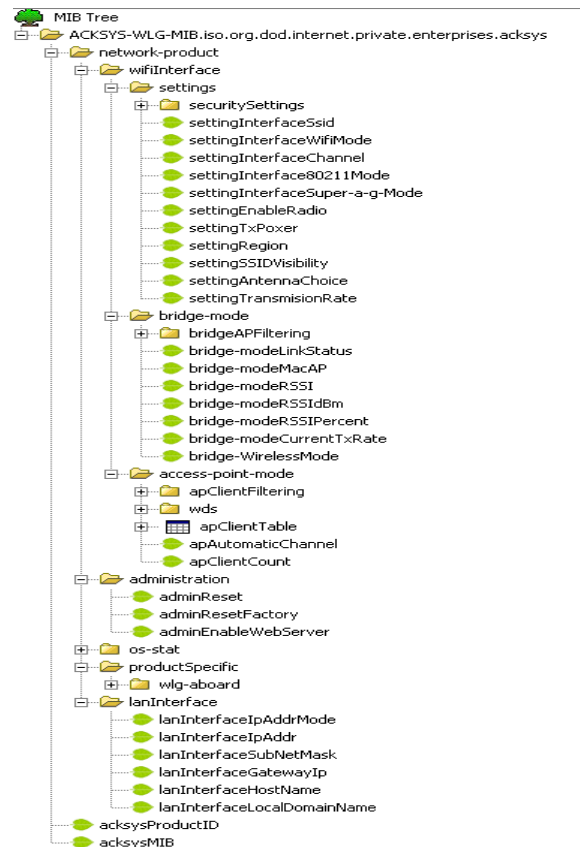 MIB Tree
ACKSYS-WLG-MIB.iso.org.dod.internet.private.enterprises.acksys
network-product
wifiInterface
settings
securitySettings
settingInterfaceSsid
settingInterfaceWifiMode
settingInterfaceChannel
settingInterface80211Mode
settingInterfaceSuper-a-g-Mode
settingEnableRadio
settingTxPoxer
settingRegion
settingSSIDVisibility
settingAntennaChoice
settingTransmisionRate
bridge-mode
bridgeAPFiltering
bridge-modeLinkStatus
bridge-modeMacAP
bridge-modeRSSI
bridge-modeRSSIdBm
bridge-modeRSSIPercent
bridge-modeCurrentTxRate
bridge-WirelessMode
access-point-mode
apClientFiltering
wds
apClientTable
apAutomaticChannel
apClientCount
administration
adminReset
adminResetFactory
adminEnableWebServer
os-stat
productSpecific
wlg-aboard
lanInterface
lanInterfaceIpAddrMode
lanInterfaceIpAddr
lanInterfaceSubNetMask
lanInterfaceGatewayIp
lanInterfaceHostName
lanInterfaceLocalDomainName
acksysProductID
acksysMIB